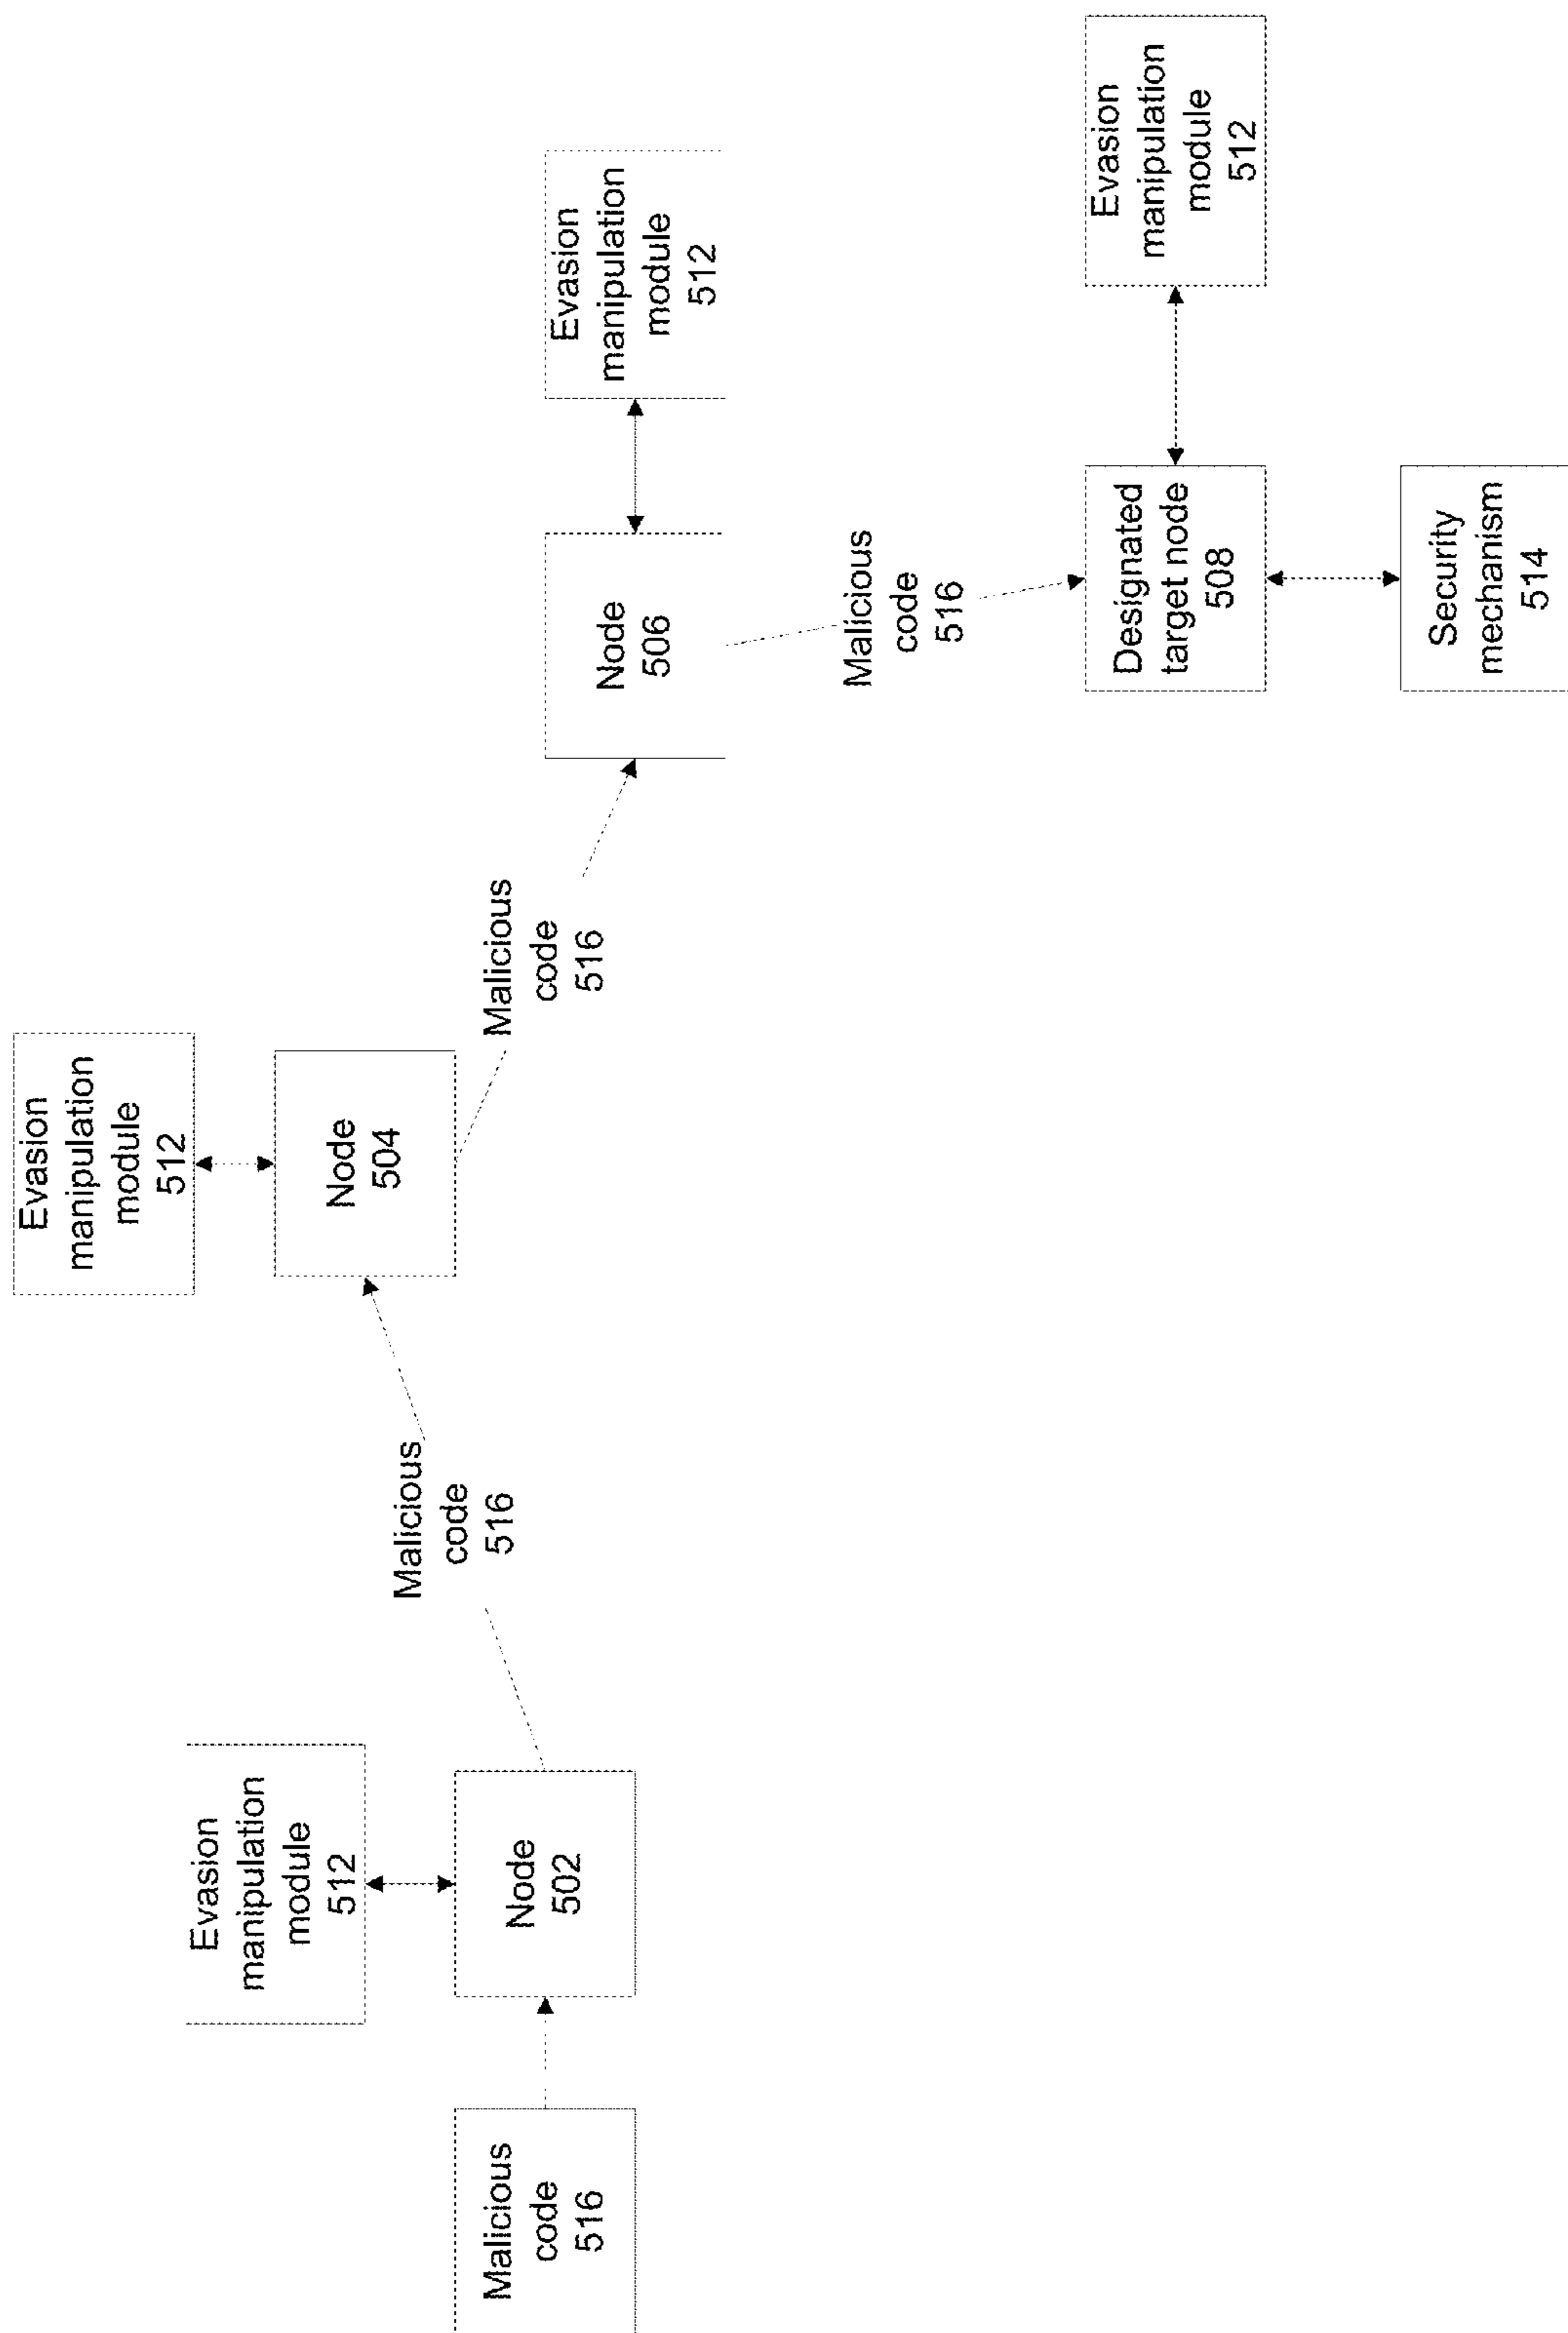 Malicious
code
516
Node
502
Evasion
manipulation
module
512
Malicious
code
516
Node
504
Evasion
manipulation
module
512
Malicious
code
516
Node
506
Evasion
manipulation
module
512
Malicious
code
516
Designated
target node
508
Evasion
manipulation
module
512
Security
mechanism
514